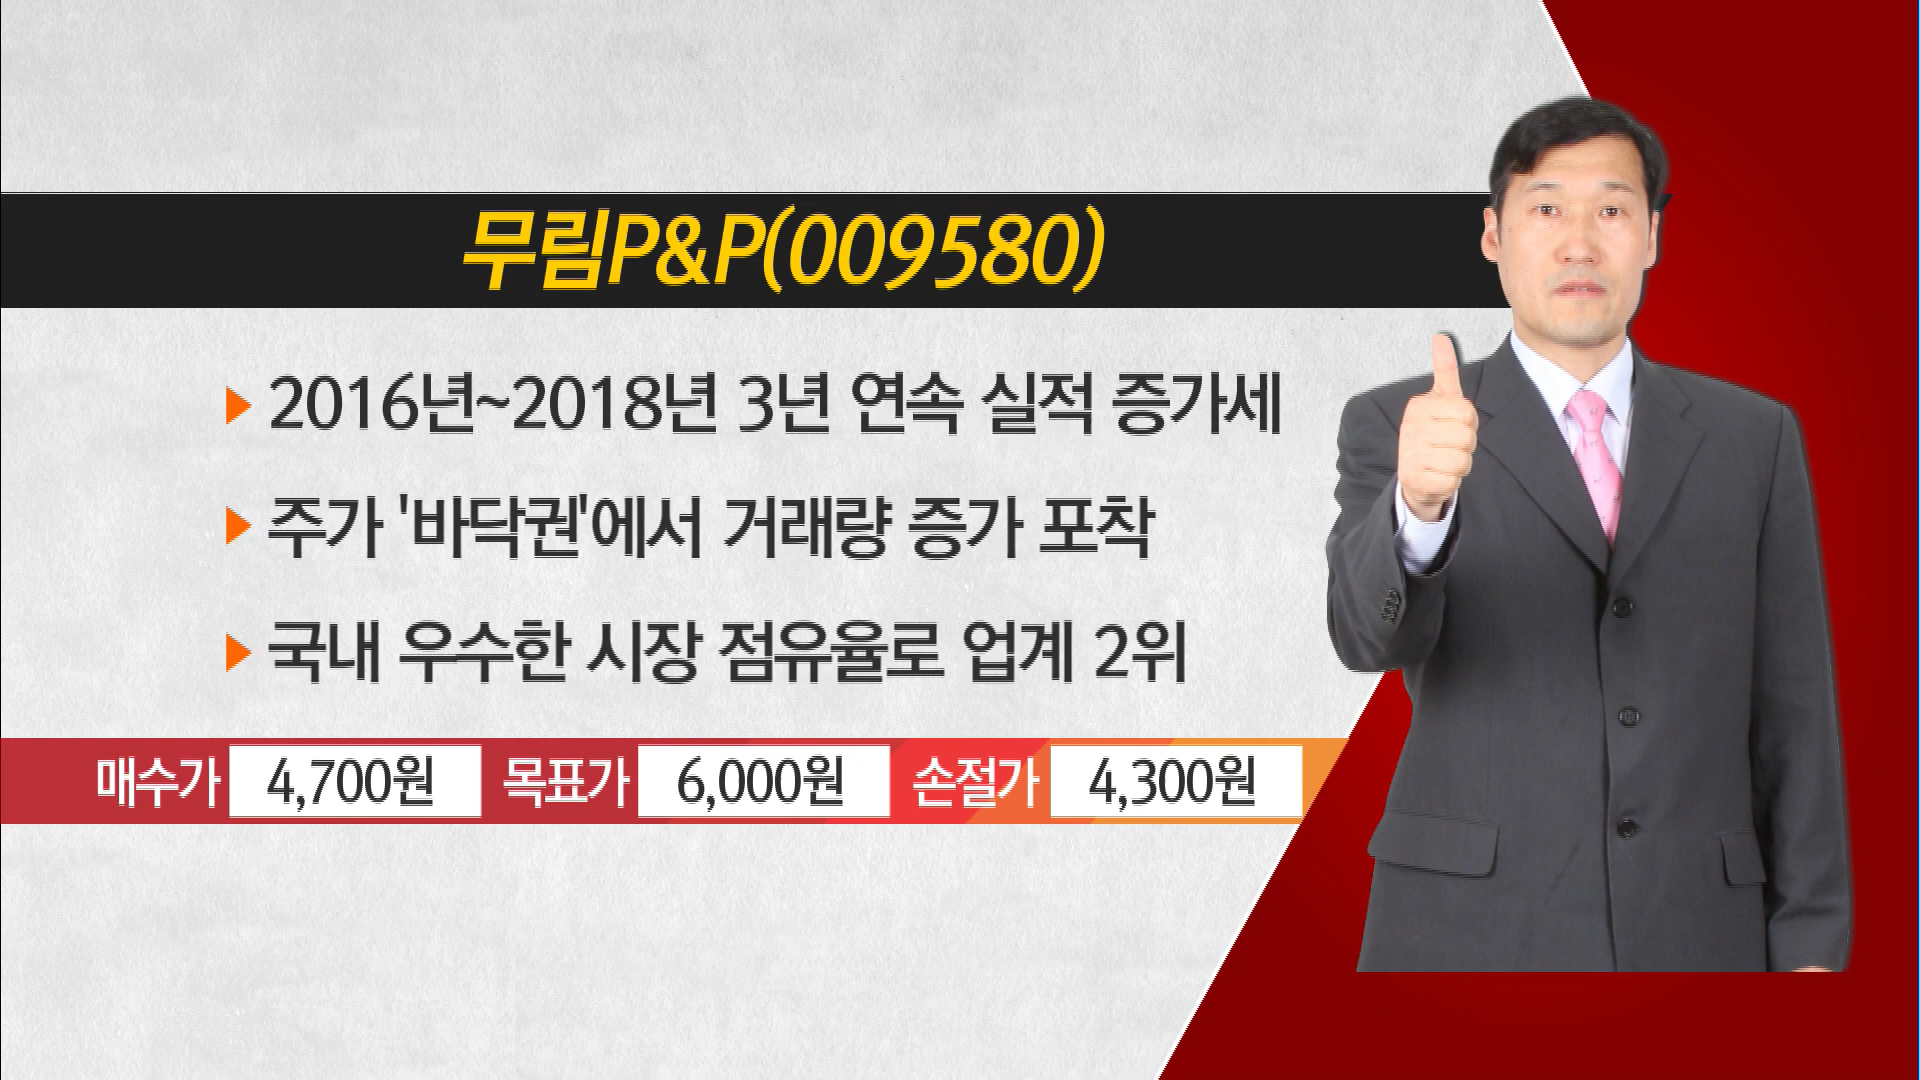 무림P&P(009580)
▶ 2016년~2018년 3년 연속 실적 증가세
▶ 주가 '바닥권'에서 거래량 증가 포착
▶ 국내 우수한 시장 점유율로 업계 2위
매수가 4,700원 목표가 6,000원 손절가 4,300원